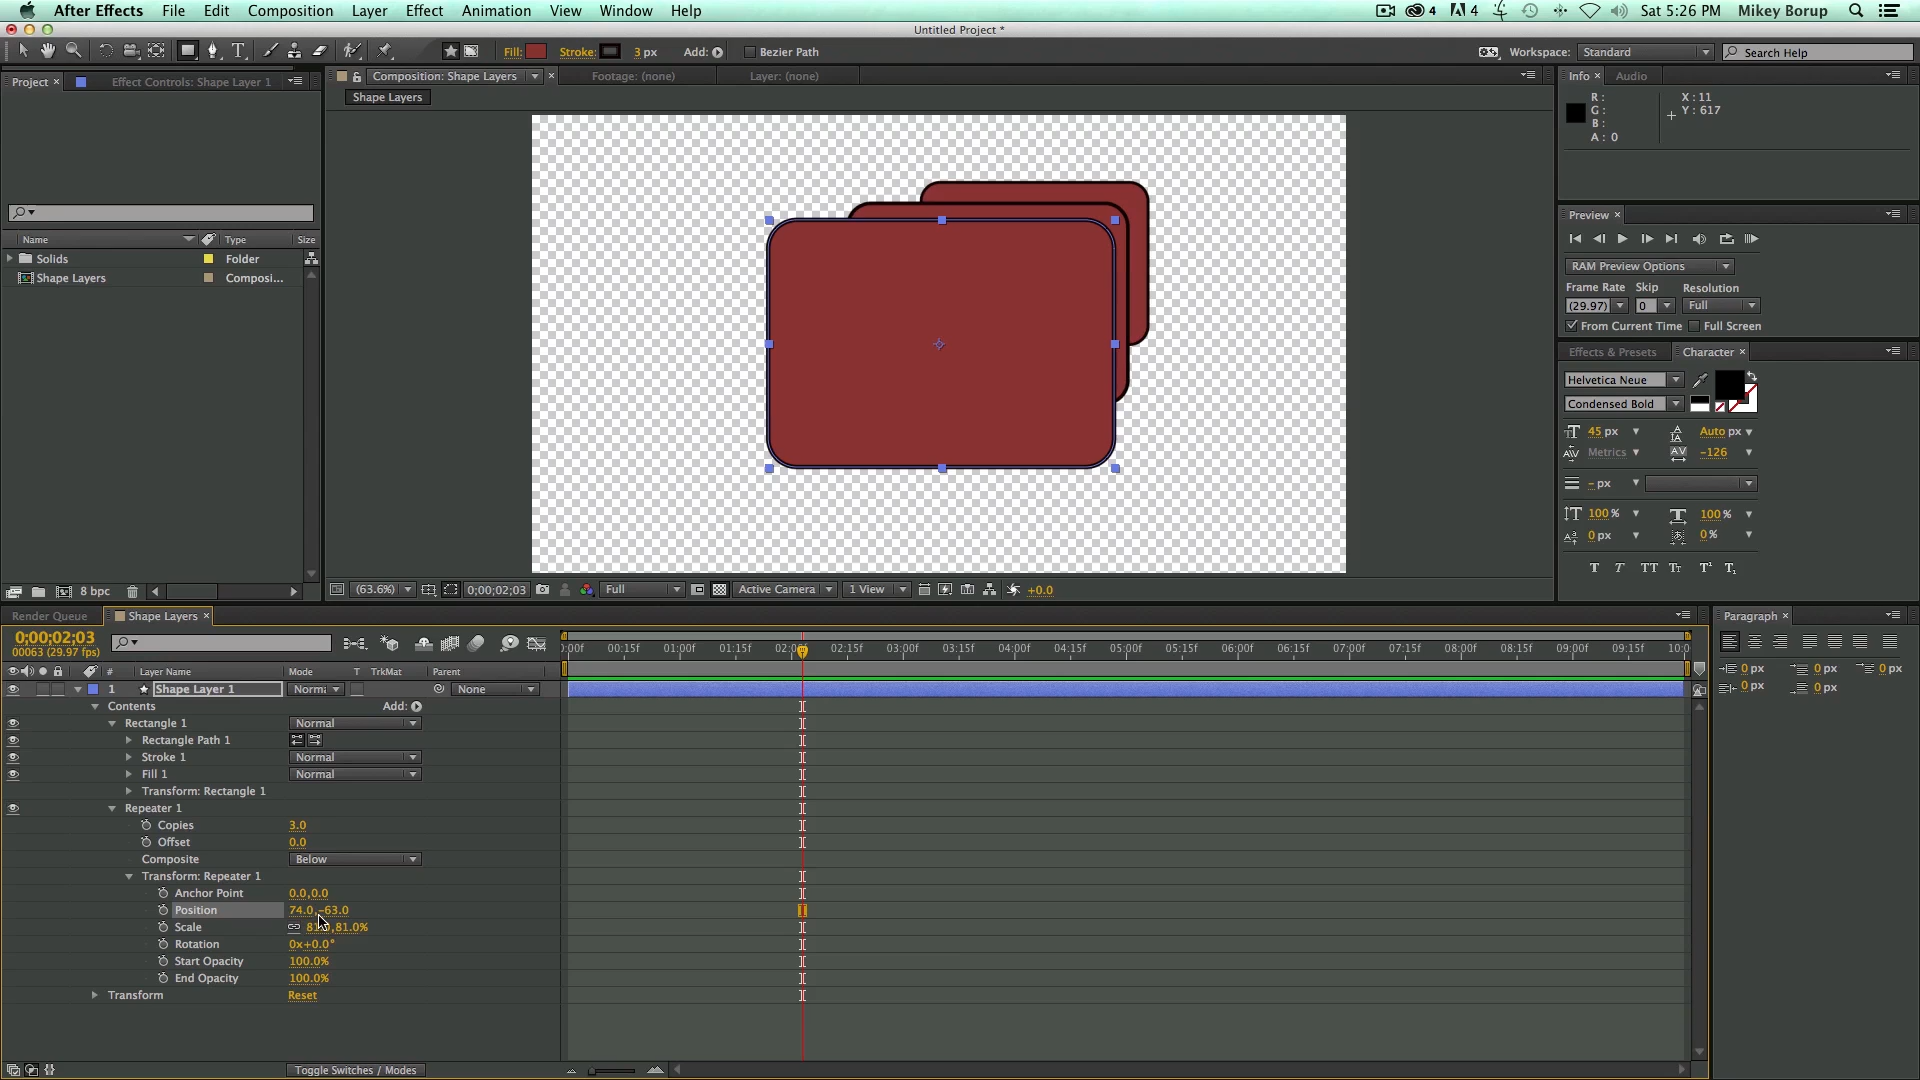 After Effects File Edit Composition Layer Effect Animation View Window Help 4 4 Sat 5:26 PM Mikey Borup
Untitled Project *
T Fill: Stroke: 3 px Add: Bezier Path Workspace: Standard Search Help
Project × Effect Controls: Shape Layer 1 Composition: Shape Layers × Footage: (none) Layer: (none) Info × Audio
Shape Layers
R : X : 11
G : Y : 617
B :
A : 0
Preview ×
Name Type Size
Solids Folder
Shape Layers Composi...
RAM Preview Options
Frame Rate Skip Resolution
(29.97) 0 Full
From Current Time Full Screen
Effects & Presets Character ×
Helvetica Neue
Condensed Bold
45 px Auto px
Metrics -126
- px
100 % 100 %
0 px 0 %
T T TT Tt T¹ T₁
8 bpc (63.6%) 0;00;02;03 Full Active Camera 1 View +0.0
Render Queue Shape Layers × Paragraph ×
0;00;02;03
00063 (29.97 fps)
0:00f 00:15f 01:00f 01:15f 02:0 02:15f 03:00f 03:15f 04:00f 04:15f 05:00f 05:15f 06:00f 06:15f 07:00f 07:15f 08:00f 08:15f 09:00f 09:15f 10:0
# Layer Name Mode T TrkMat Parent
0 px 0 px 0 px
0 px 0 px
1 Shape Layer 1 Norma None
Contents Add:
Rectangle 1 Normal
Rectangle Path 1
Stroke 1 Normal
Fill 1 Normal
Transform: Rectangle 1
Repeater 1
Copies 3.0
Offset 0.0
Composite Below
Transform: Repeater 1
Anchor Point 0.0,0.0
Position 74.0,-63.0
Scale ,81.0%
Rotation 0x+0.0°
Start Opacity 100.0%
End Opacity 100.0%
Transform Reset
Toggle Switches / Modes